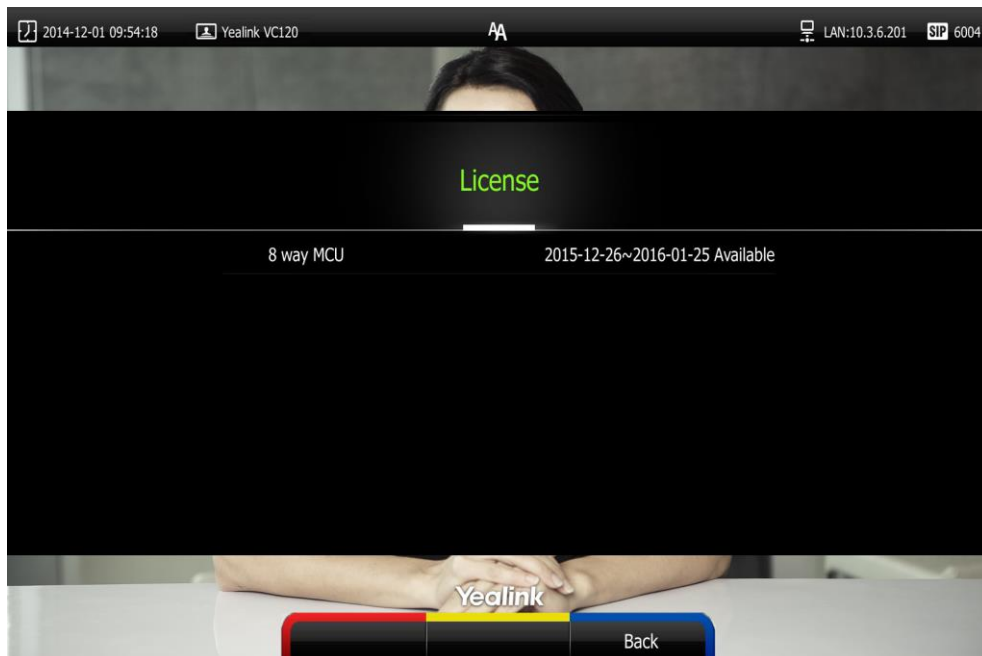 2014-12-01 09:54:18 Yealink VC120 AA LAN:10.3.6.201 SIP 6004
License
8 way MCU 2015-12-26~2016-01-25 Available
Yealink
Back